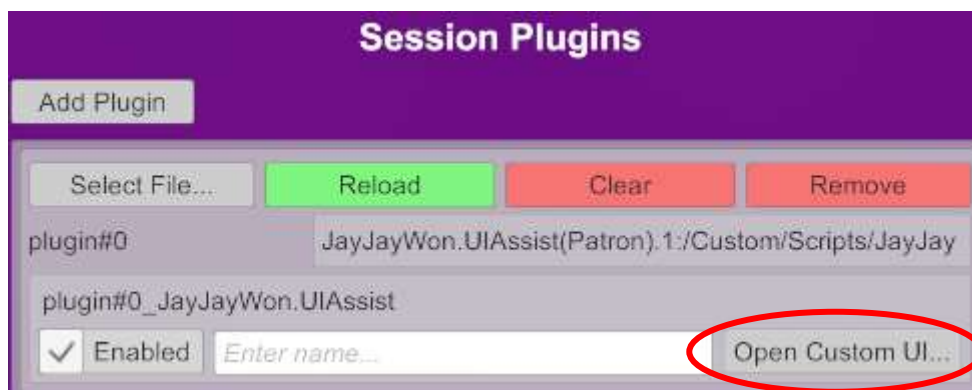 Session Plugins
Add Plugin
Select File... Reload Clear Remove
plugin#0 JayJayWon.UIAssist(Patron).1:/Custom/Scripts/JayJay
plugin#0_JayJayWon.UIAssist
Enabled Enter name... Open Custom UI...